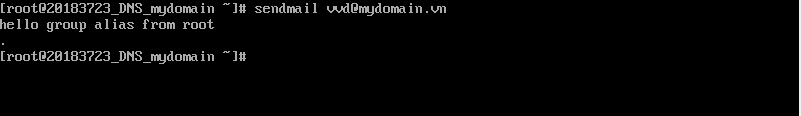 [root@20183723_DNS_mydomain ~]# sendmail vvd@mydomain.vn
hello group alias from root
.
[root@20183723_DNS_mydomain ~]#